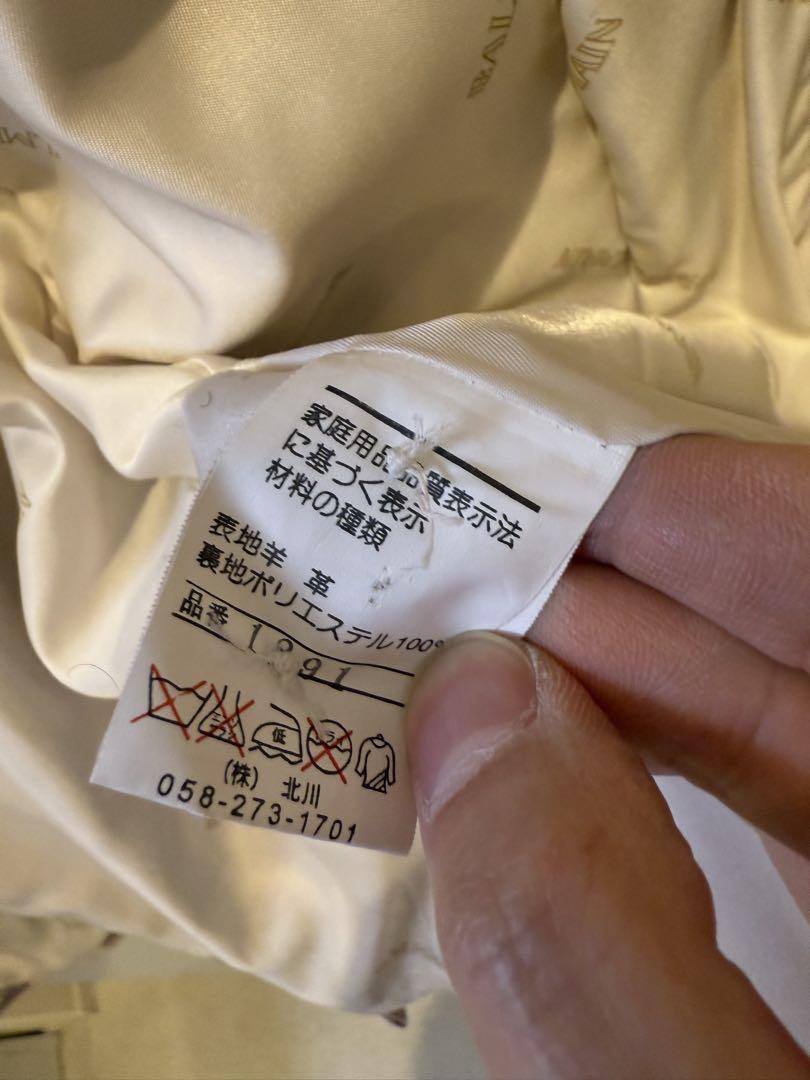 家庭用品品質表示法
に基づく表示
材料の種類
表地羊 革
裏地ポリエステル100%
品番
低
(株) 北川
058-273-1701